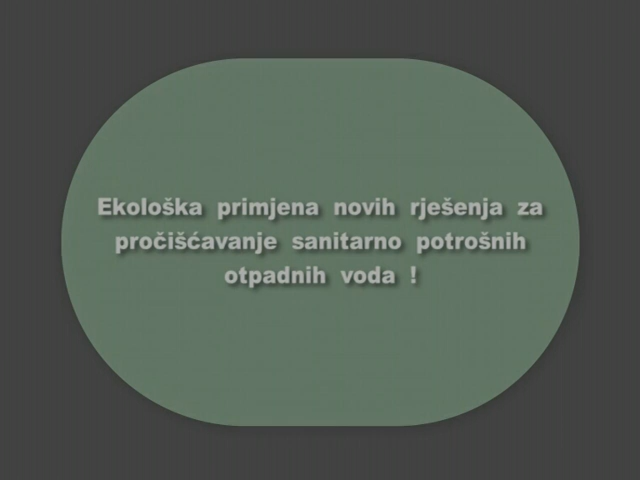 Ekološka primjena novih rješenja za
pročišćavanje sanitarno potrošnih
otpadnih voda !